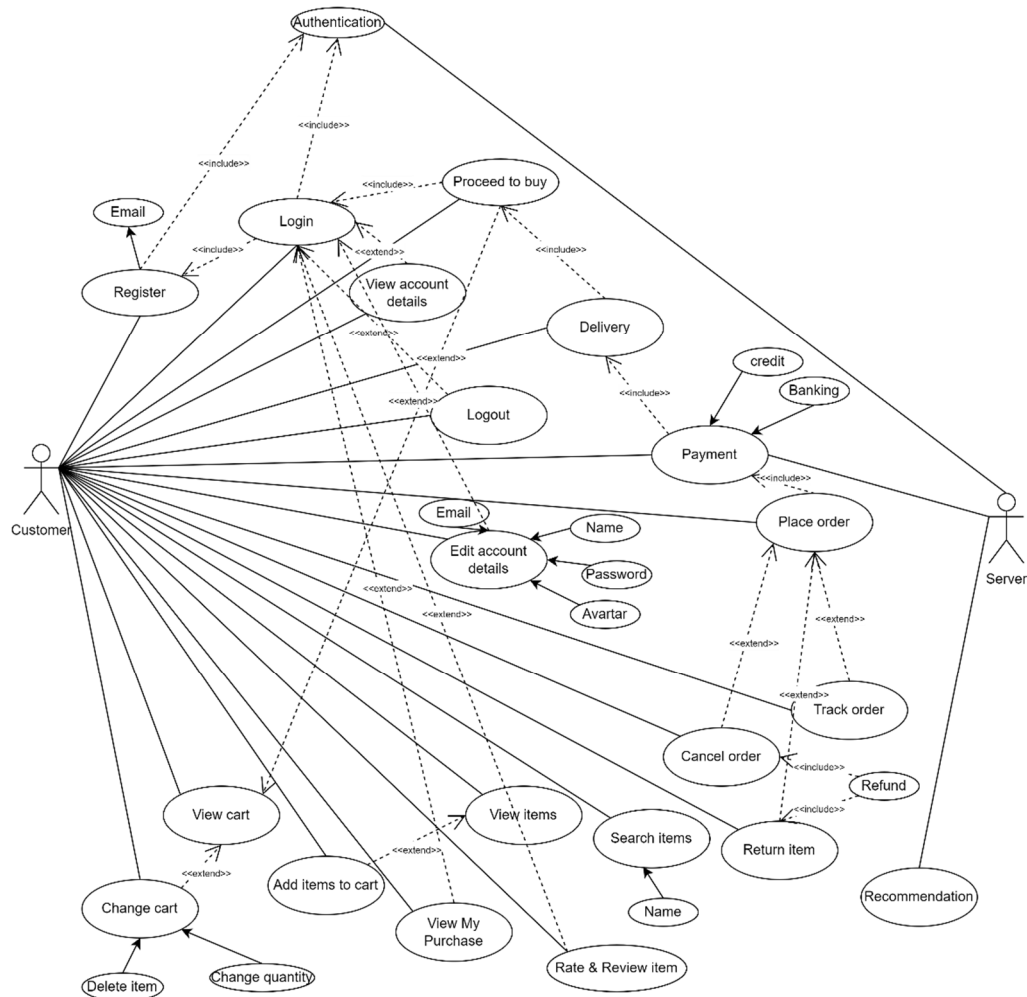 Authentication
<<include>>
<<include>>
<<include>>
Proceed to buy
Email
Login
<<include>>
<<extend>>
<<include>>
Register
View account
details
Delivery
<<extend>>
<<extend>>
credit
<<include>>
Banking
<<extend>>
Logout
Payment
<<include>>
Customer
Email
Name
Place order
Edit account
details
Server
Password
<<extend>>
Avartar
<<extend>>
<<extend>>
<<extend>>
<<extend>>
Track order
Cancel order
<<include>>
Refund
View cart
View items
<<include>>
Search items
Return item
<<extend>>
<<extend>>
Add items to cart
Recommendation
Change cart
View My
Purchase
Name
Rate & Review item
Delete item
Change quantity